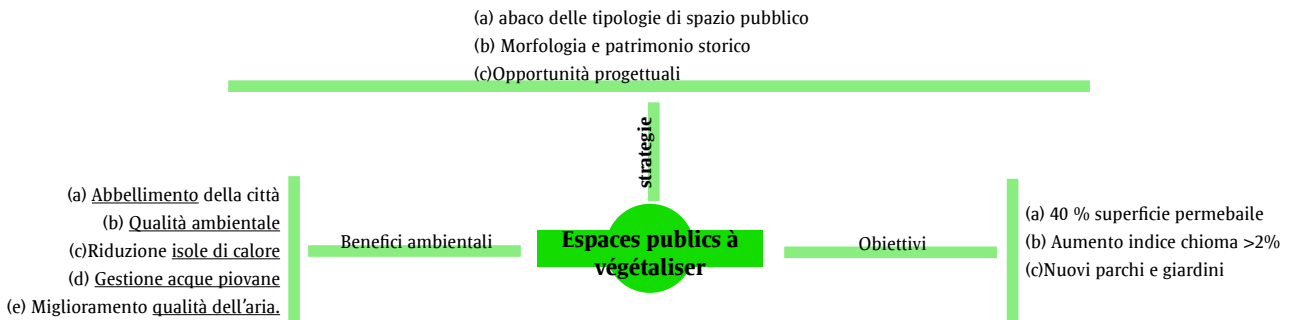 (a) abaco delle tipologie di spazio pubblico
(b) Morfologia e patrimonio storico
(c)Opportunità progettuali
strategie
(a) Abbellimento della città
(b) Qualità ambientale
(c)Riduzione isole di calore
(d) Gestione acque piovane
(e) Miglioramento qualità dell'aria.
Benefici ambientali
Espaces publics à
végétaliser
Obiettivi
(a) 40 % superficie permebaile
(b) Aumento indice chioma >2%
(c)Nuovi parchi e giardini